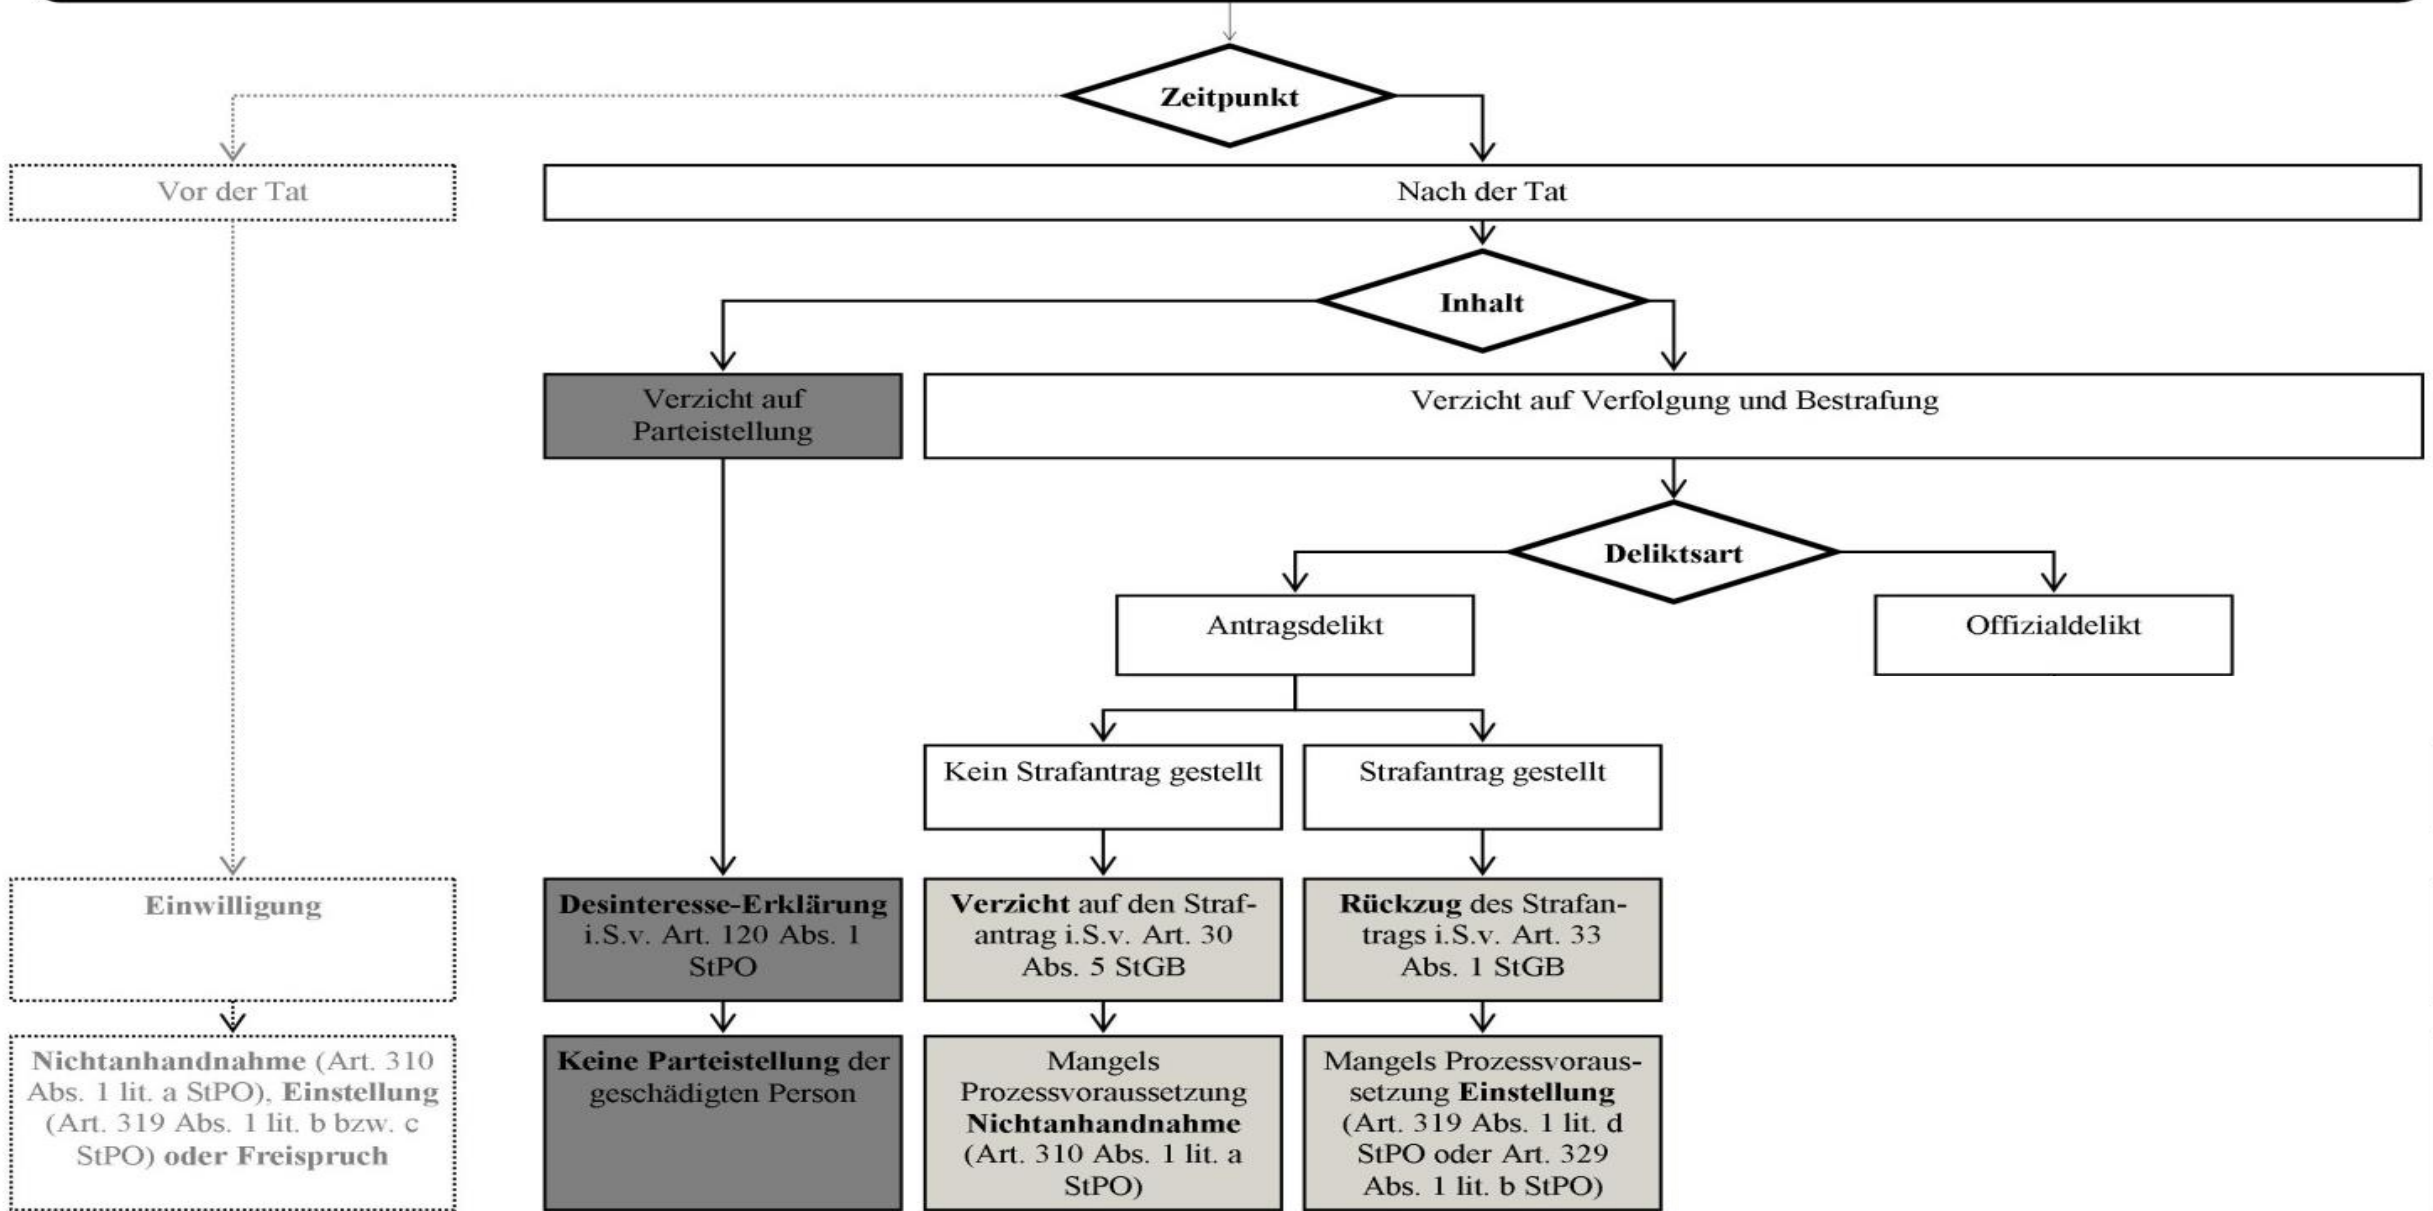 Zeitpunkt
Vor der Tat
Nach der Tat
Inhalt
Verzicht auf
Parteistellung
Verzicht auf Verfolgung und Bestrafung
Deliktsart
Antragsdelikt
Offizialdelikt
Kein Strafantrag gestellt
Strafantrag gestellt
Einwilligung
Desinteresse-Erklärung
i.S.v. Art. 120 Abs. 1
StPO
Verzicht auf den Straf-
antrag i.S.v. Art. 30
Abs. 5 StGB
Rückzug des Strafan-
trags i.S.v. Art. 33
Abs. 1 StGB
Nichtanhandnahme (Art. 310
Abs. 1 lit. a StPO), Einstellung
(Art. 319 Abs. 1 lit. b bzw. c
StPO) oder Freispruch
Keine Parteistellung der
geschädigten Person
Mangels
Prozessvoraussetzung
Nichtanhandnahme
(Art. 310 Abs. 1 lit. a
StPO)
Mangels Prozessvoraus-
setzung Einstellung
(Art. 319 Abs. 1 lit. d
StPO oder Art. 329
Abs. 1 lit. b StPO)